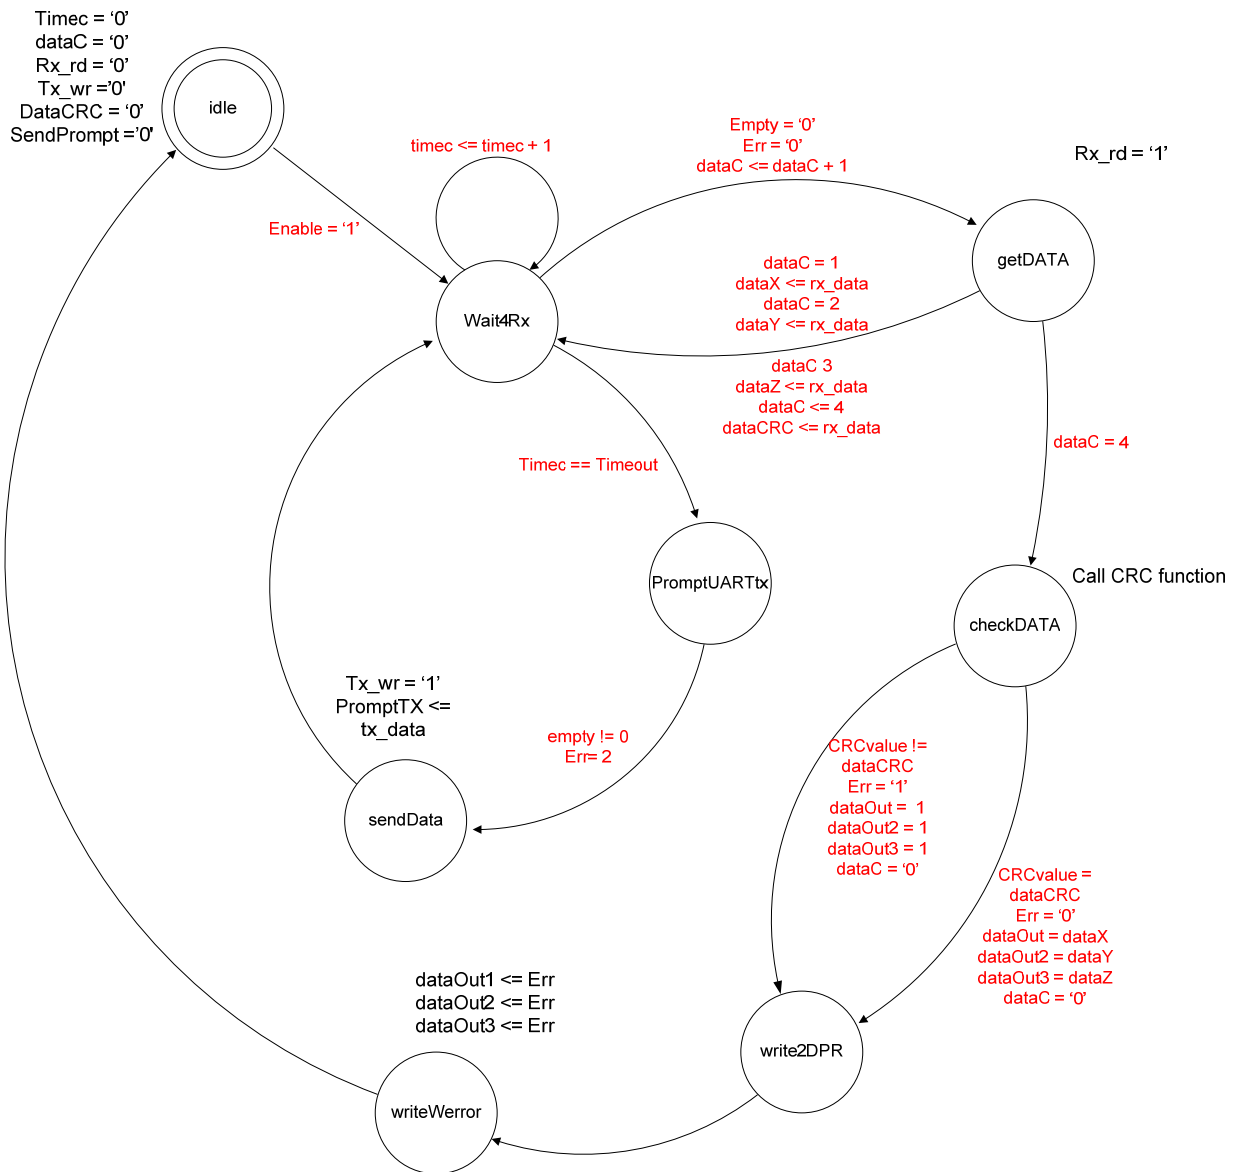 Timec = ‘0’
dataC = ‘0’
Rx_rd = ‘0’
Tx_wr ='0'
DataCRC = ‘0’
SendPrompt ='0'
idle
Enable = ‘1’
timec <= timec + 1
Wait4Rx
Empty = ‘0’
Err = ‘0’
dataC <= dataC + 1
Rx_rd = ‘1’
getDATA
dataC = 1
dataX <= rx_data
dataC = 2
dataY <= rx_data
dataC 3
dataZ <= rx_data
dataC <= 4
dataCRC <= rx_data
dataC = 4
Timec == Timeout
PromptUARTtx
Call CRC function
checkDATA
Tx_wr = ‘1’
PromptTX <=
tx_data
empty != 0
Err= 2
sendData
CRCvalue !=
dataCRC
Err = ‘1’
dataOut = 1
dataOut2 = 1
dataOut3 = 1
dataC = ‘0’
CRCvalue =
dataCRC
Err = ‘0’
dataOut = dataX
dataOut2 = dataY
dataOut3 = dataZ
dataC = ‘0’
dataOut1 <= Err
dataOut2 <= Err
dataOut3 <= Err
write2DPR
writeWerror